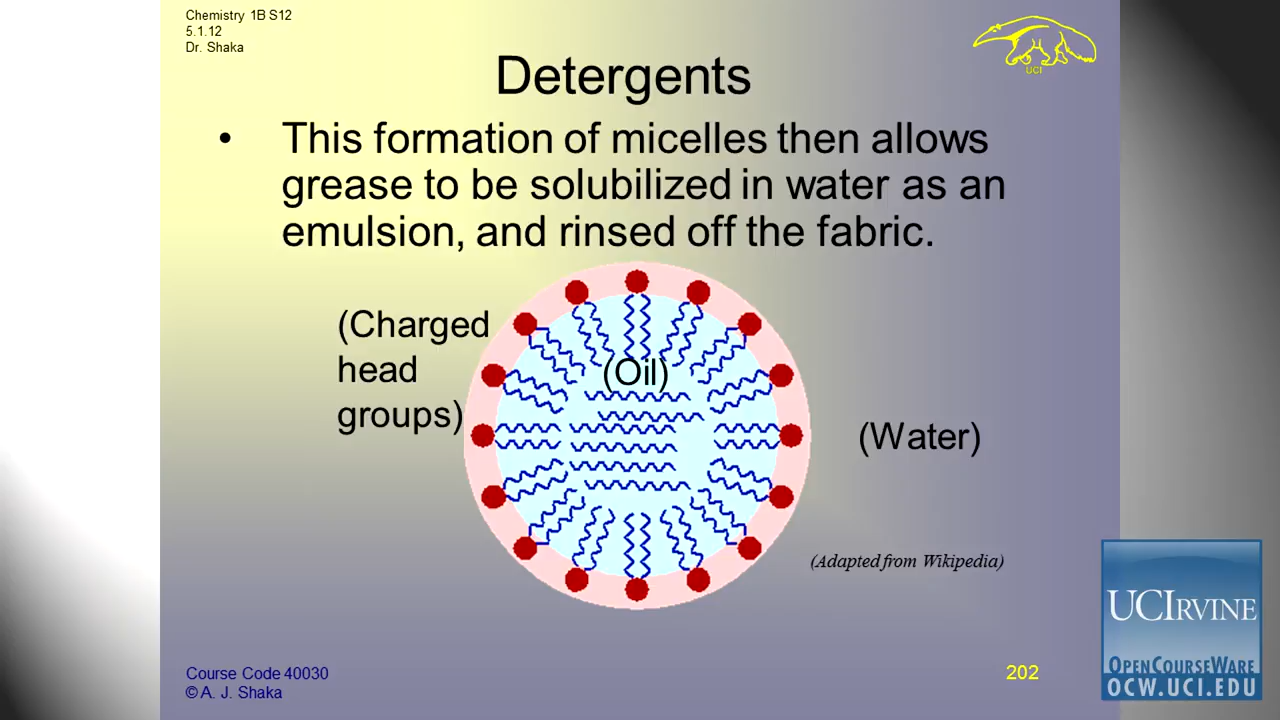 Chemistry 1B S12
5.1.12
Dr. Shaka
UCI
Detergents
• This formation of micelles then allows
grease to be solubilized in water as an
emulsion, and rinsed off the fabric.
(Charged
head
groups)
(Oil)
(Water)
(Adapted from Wikipedia)
Course Code 40030
© A. J. Shaka
202
UCIRVINE
OPENCOURSEWARE
OCW.UCI.EDU